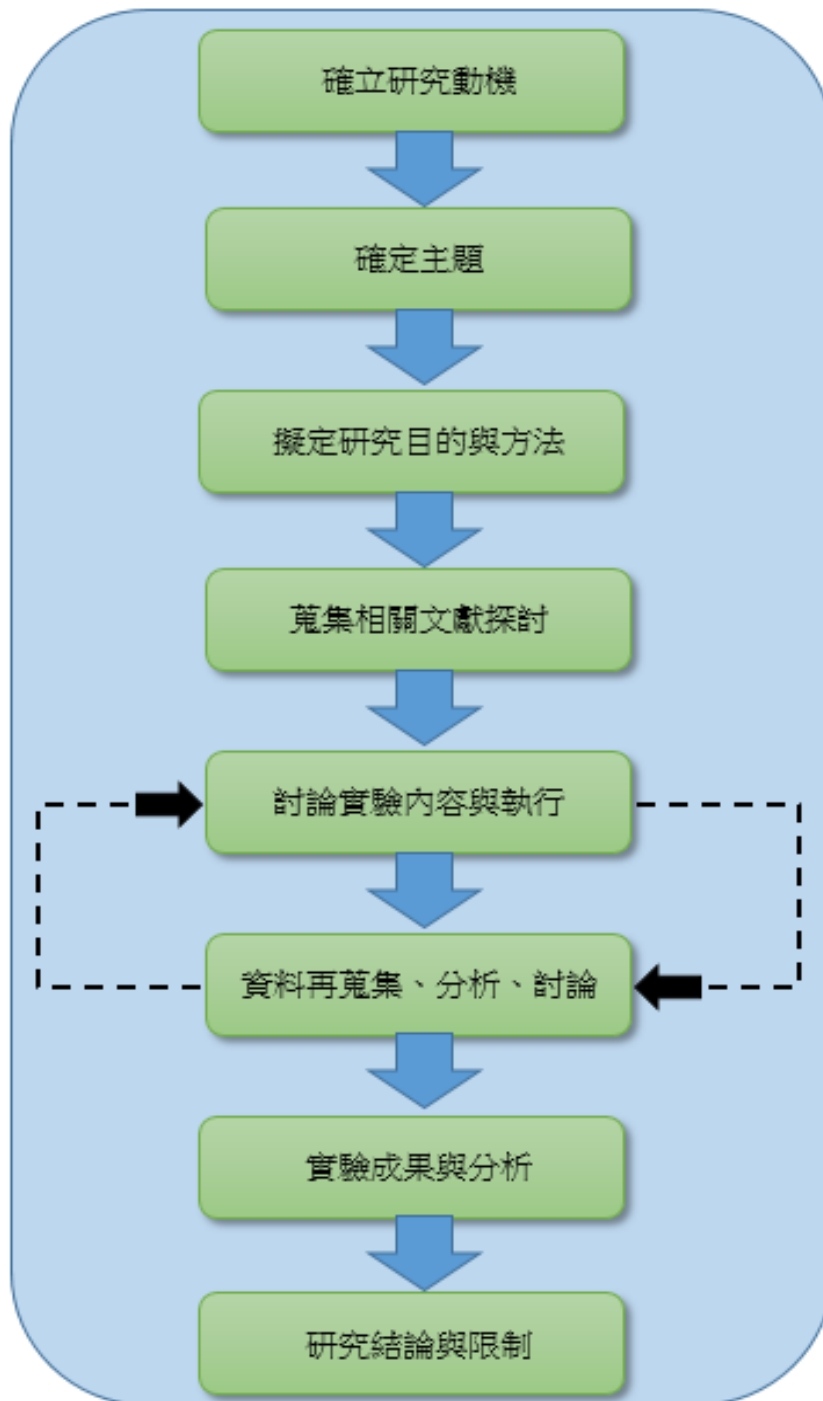 確立研究動機
確定主題
擬定研究目的與方法
蒐集相關文獻探討
討論實驗內容與執行
資料再蒐集、分析、討論
實驗成果與分析
研究結論與限制